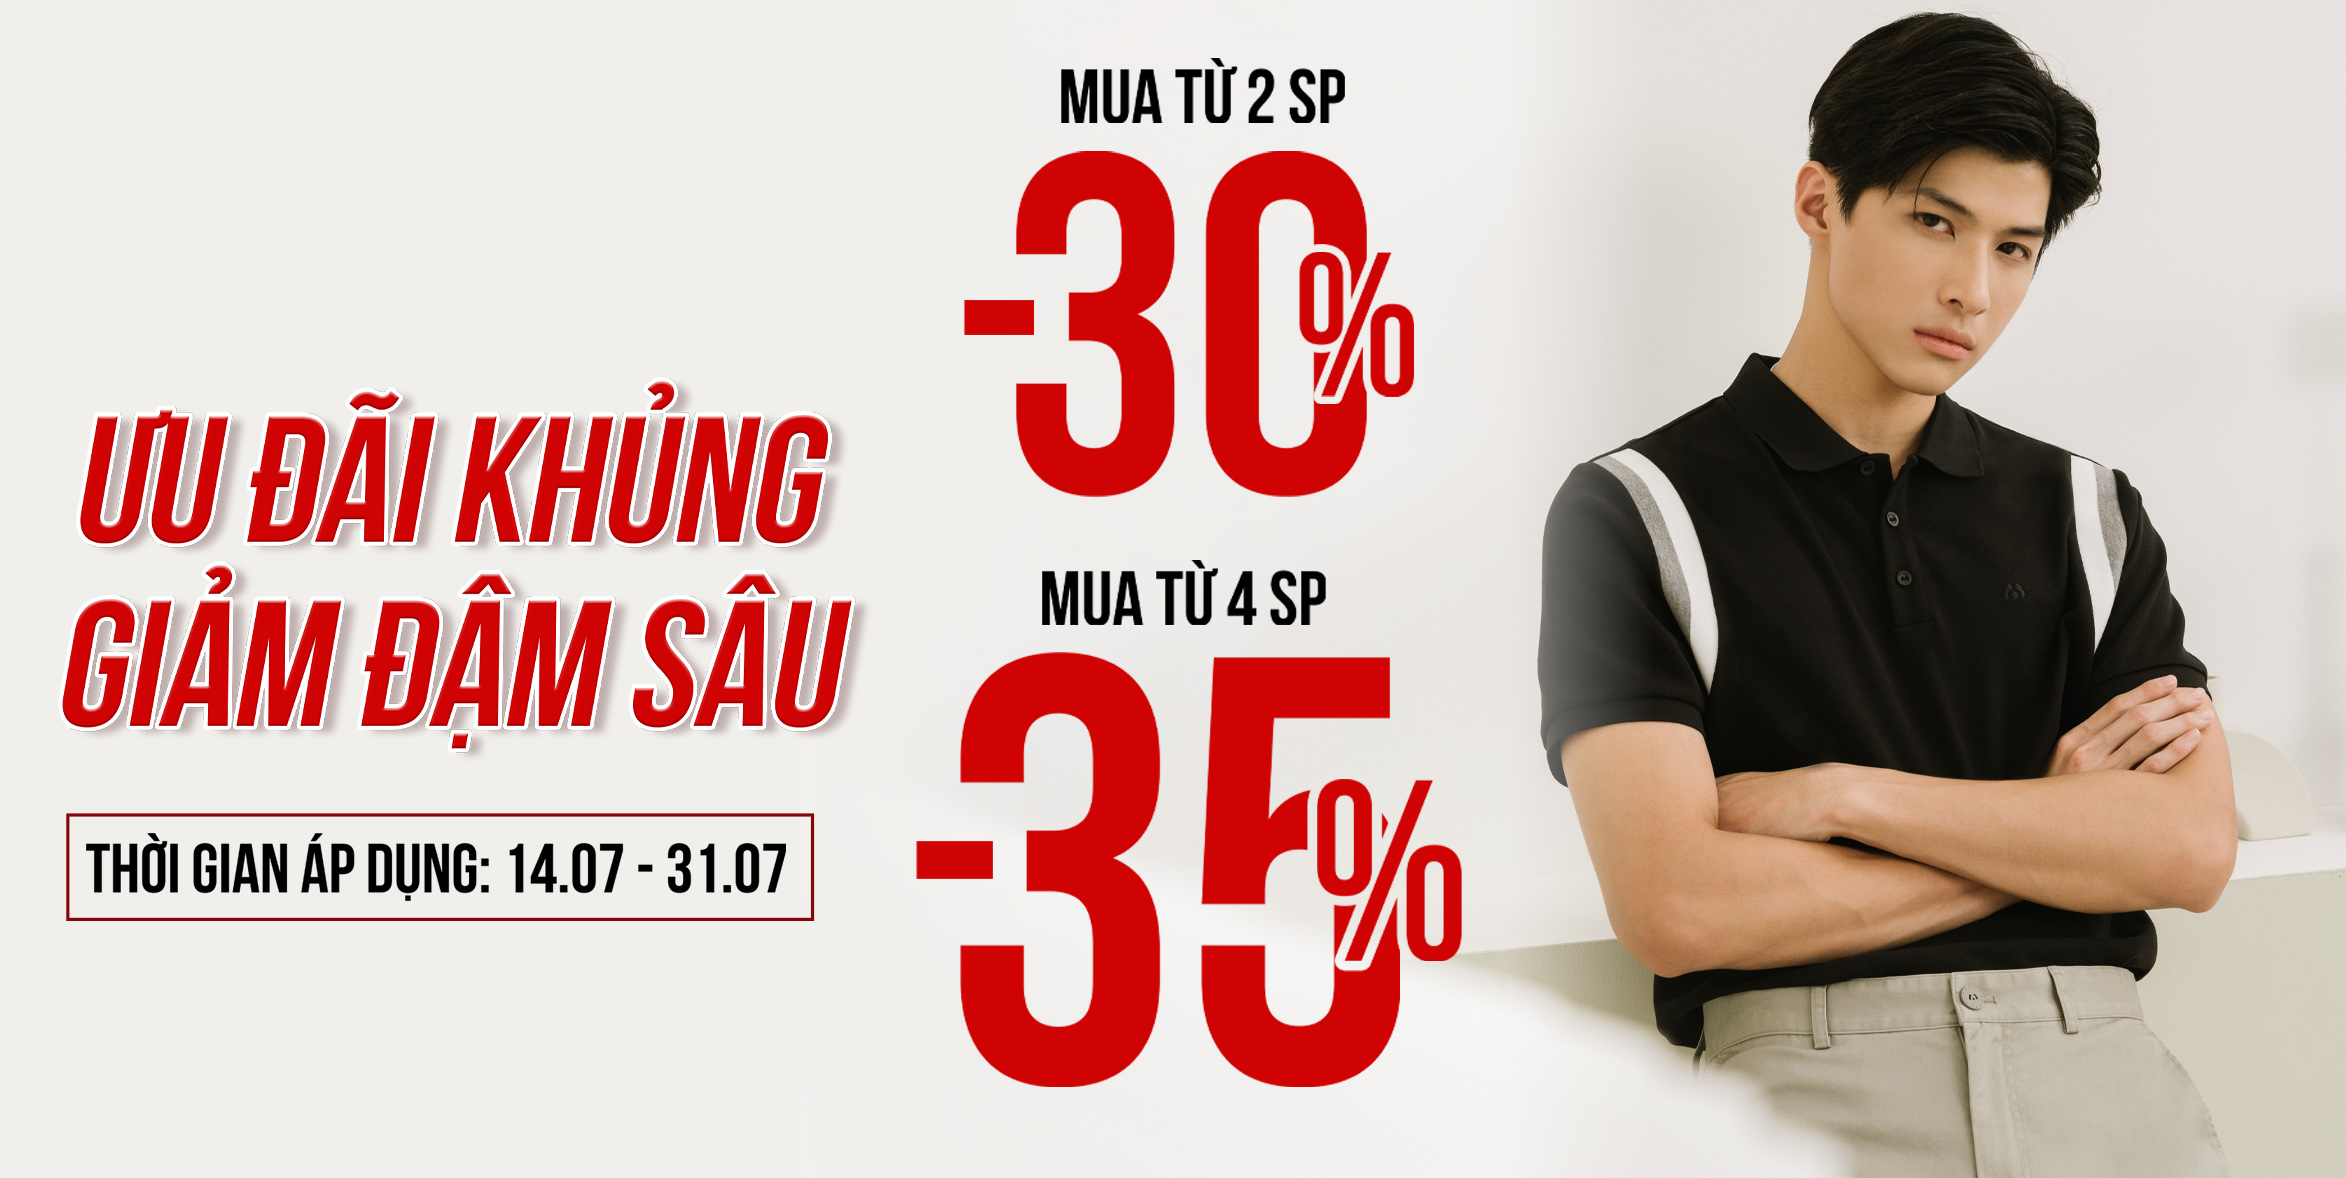 ƯU ĐÃI KHỦNG
GIẢM ĐẬM SÂU
THỜI GIAN ÁP DỤNG: 14.07 - 31.07
MUA TỪ 2 SP
-30%
MUA TỪ 4 SP
-35%